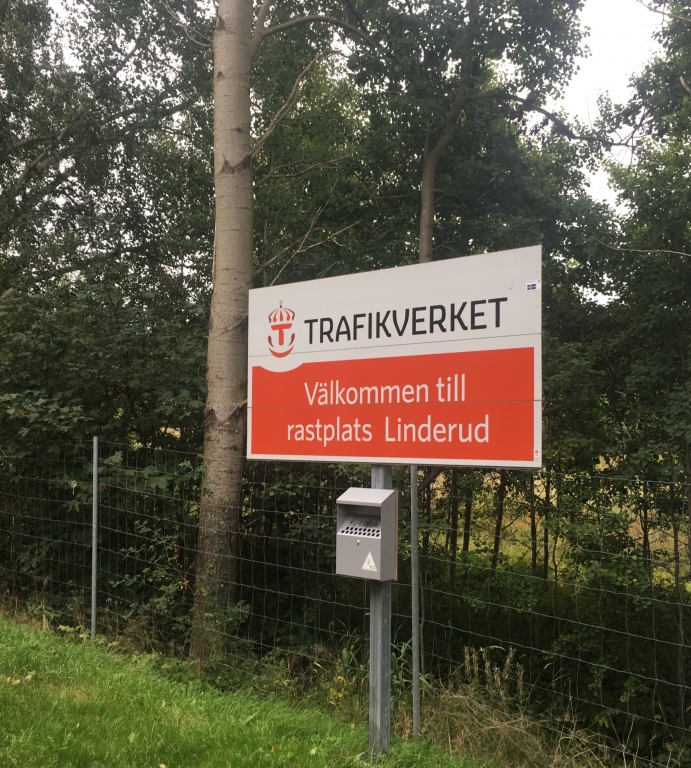 TRAFIKVERKET
Välkommen till
rastplats Linderud